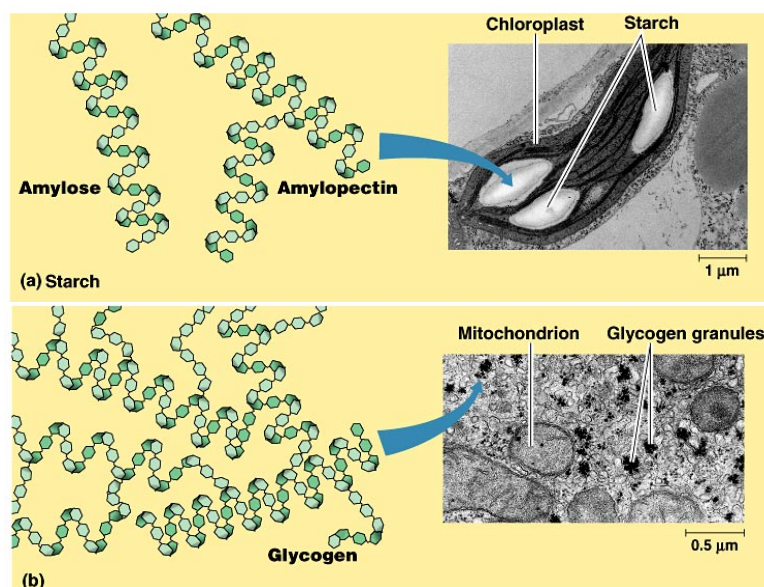 Chloroplast
Starch
Amylose
Amylopectin
(a) Starch
1 μm
Mitochondrion
Glycogen granules
Glycogen
0.5 μm
(b)